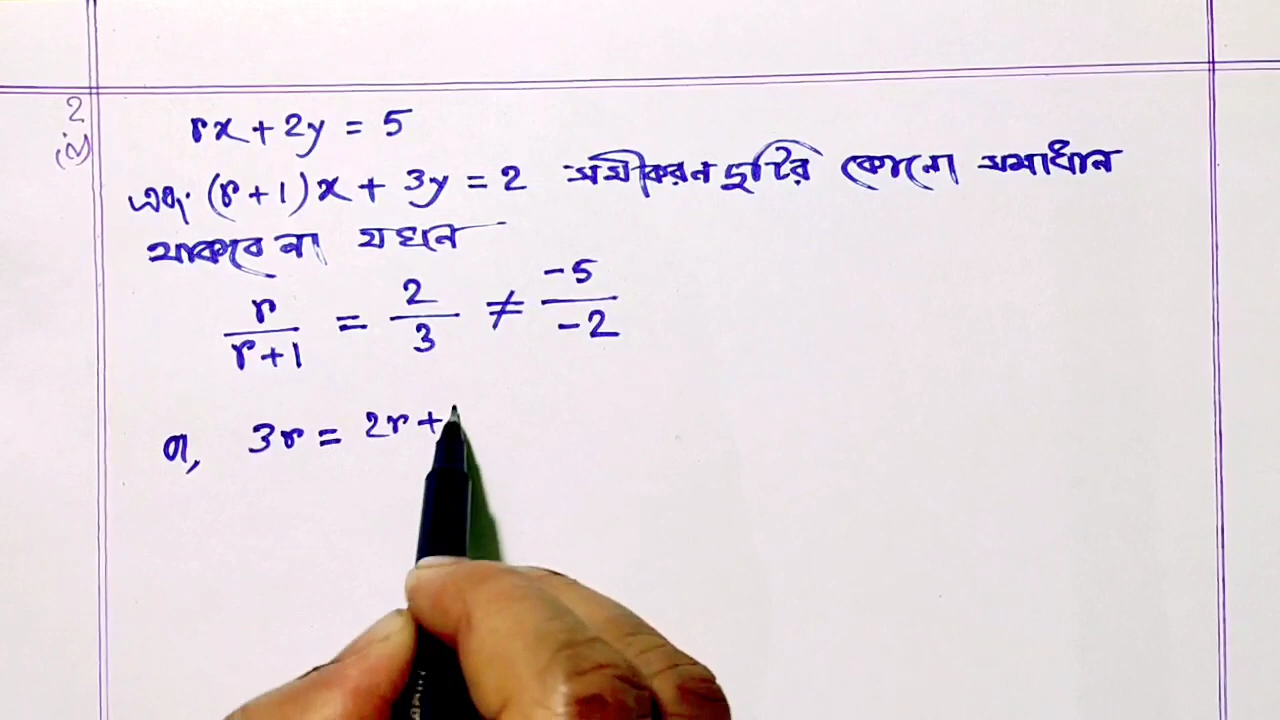 2
rx + 2y = 5
এবং (r + 1)x + 3y = 2 সমীকরণ দুটির কোনো সমাধান
থাকবে না যখন
r/(r+1) = 2/3 ≠ -5/-2
বা, 3r = 2r +